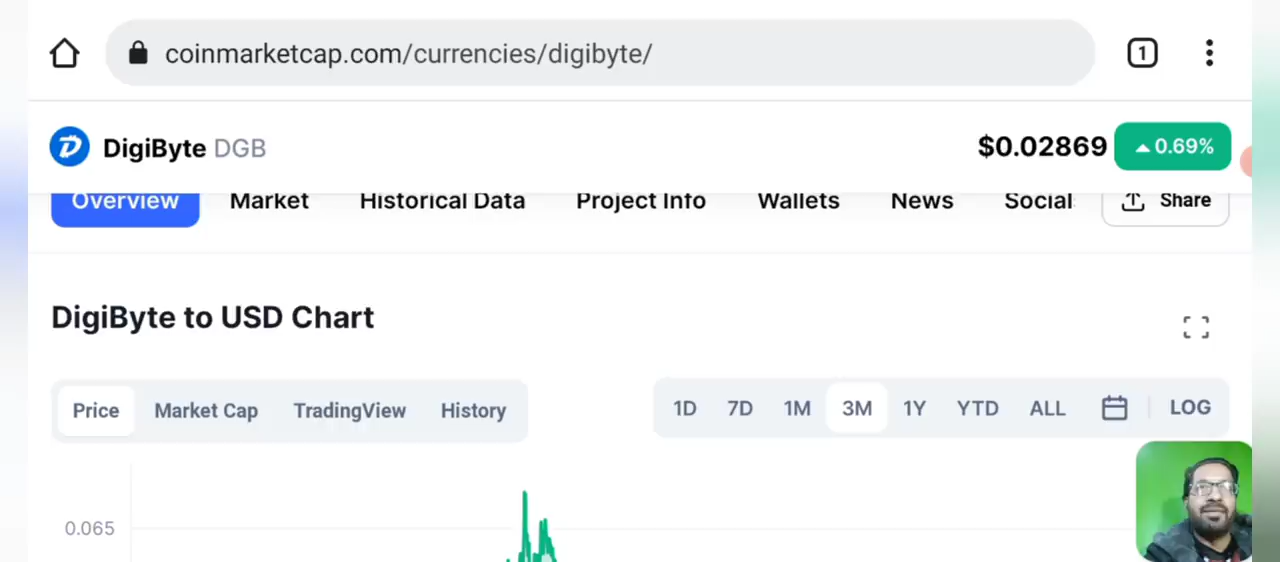 coinmarketcap.com/currencies/digibyte/ 1
DigiByte DGB $0.02869 0.69%
Overview Market Historical Data Project Info Wallets News Social Share
DigiByte to USD Chart
Price Market Cap TradingView History 1D 7D 1M 3M 1Y YTD ALL LOG
0.065